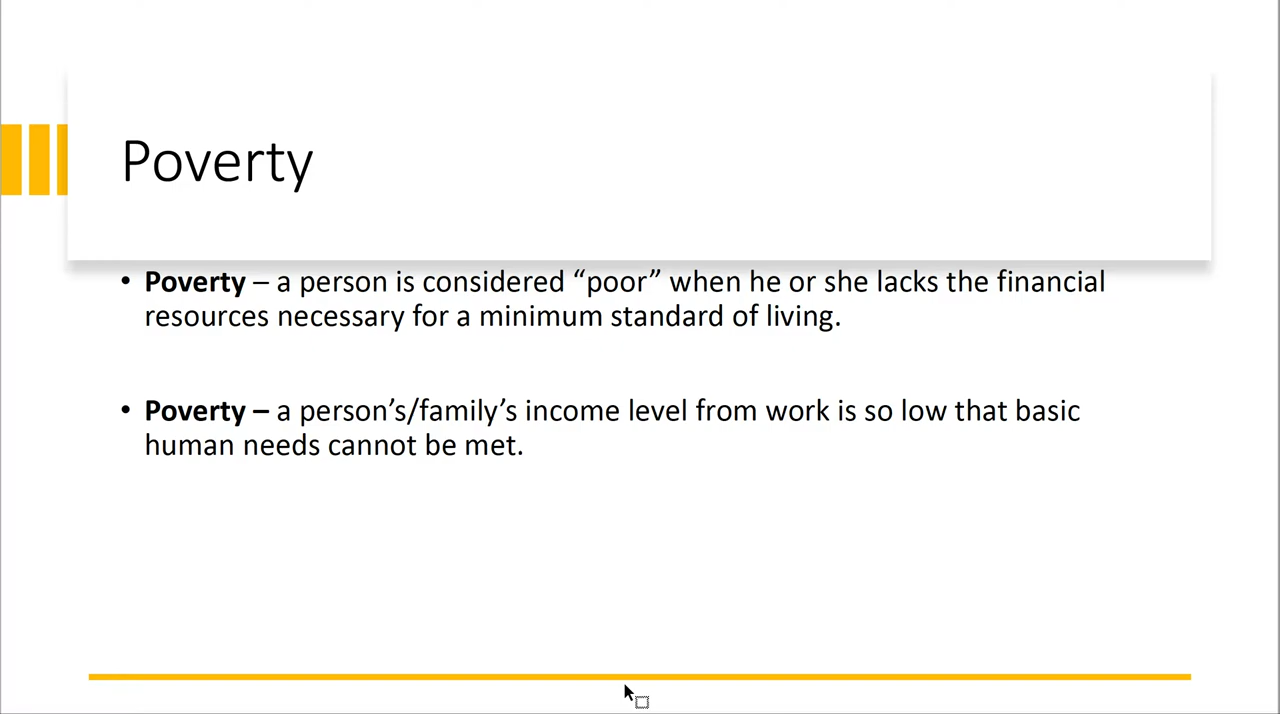 Poverty
• Poverty – a person is considered “poor” when he or she lacks the financial
resources necessary for a minimum standard of living.
• Poverty – a person’s/family’s income level from work is so low that basic
human needs cannot be met.